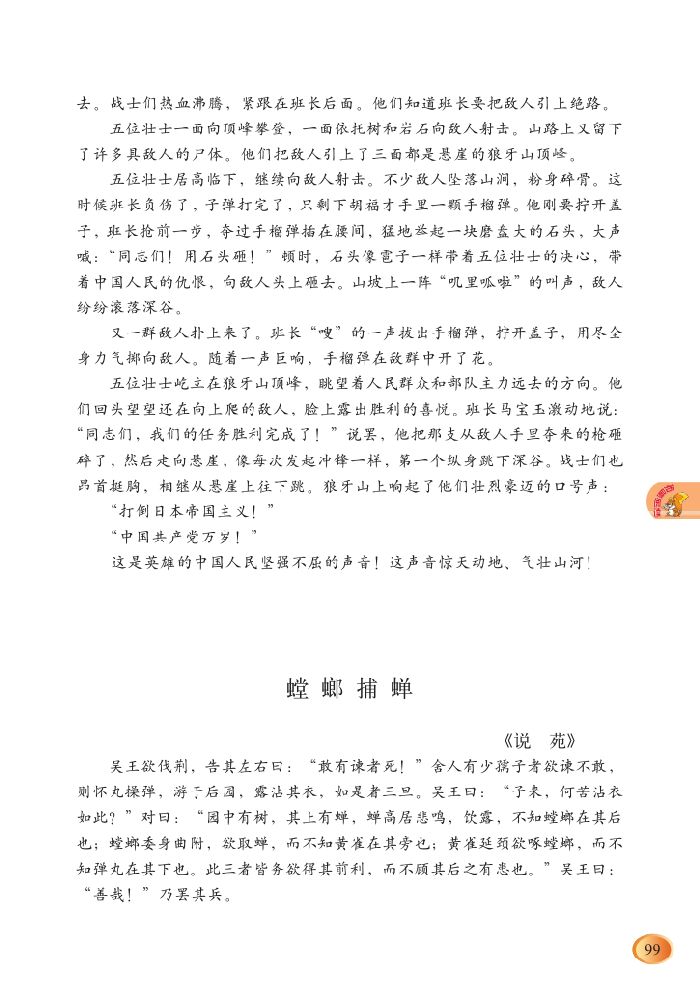 去。战士们热血沸腾，紧跟在班长后面。他们知道班长要把敌人引上绝路。
五位壮士一面向顶峰攀登，一面依托树和岩石向敌人射击。山路上又留下
了许多具敌人的尸体。他们把敌人引上了三面都是悬崖的狼牙山顶峰。
五位壮士居高临下，继续向敌人射击。不少敌人坠落山涧，粉身碎骨。这
时候班长负伤了，子弹打完了，只剩下胡福才手里一颗手榴弹。他刚要拧开盖
子，班长抢前一步，夺过手榴弹插在腰间，猛地举起一块磨盘大的石头，大声
喊：“同志们！用石头砸！”顿时，石头像雹子一样带着五位壮士的决心，带
着中国人民的仇恨，向敌人头上砸去。山坡上一阵“叽里呱啦”的叫声，敌人
纷纷滚落深谷。
又一群敌人扑上来了。班长“嗖”的一声拔出手榴弹，拧开盖子，用尽全
身力气掷向敌人。随着一声巨响，手榴弹在敌群中开了花。
五位壮士屹立在狼牙山顶峰，眺望着人民群众和部队主力远去的方向。他
们回头望望还在向上爬的敌人，脸上露出胜利的喜悦。班长马宝玉激动地说：
“同志们，我们的任务胜利完成了！”说罢，他把那支从敌人手里夺来的枪砸
碎了，然后走向悬崖，像每次发起冲锋一样，第一个纵身跳下深谷。战士们也
昂首挺胸，相继从悬崖上往下跳。狼牙山上响起了他们壮烈豪迈的口号声：
“打倒日本帝国主义！”
“中国共产党万岁！”
这是英雄的中国人民坚强不屈的声音！这声音惊天动地、气壮山河！
螳螂捕蝉
《说　苑》
吴王欲伐荆，告其左右曰：“敢有谏者死！”舍人有少孺子者欲谏不敢，
则怀丸操弹，游于后园，露沾其衣，如是者三旦。吴王曰：“子来，何苦沾衣
如此？”对曰：“园中有树，其上有蝉，蝉高居悲鸣，饮露，不知螳螂在其后
也；螳螂委身曲附，欲取蝉，而不知黄雀在其旁也；黄雀延颈欲啄螳螂，而不
知弹丸在其下也。此三者皆务欲得其前利，而不顾其后之有患也。”吴王曰：
“善哉！”乃罢其兵。
99